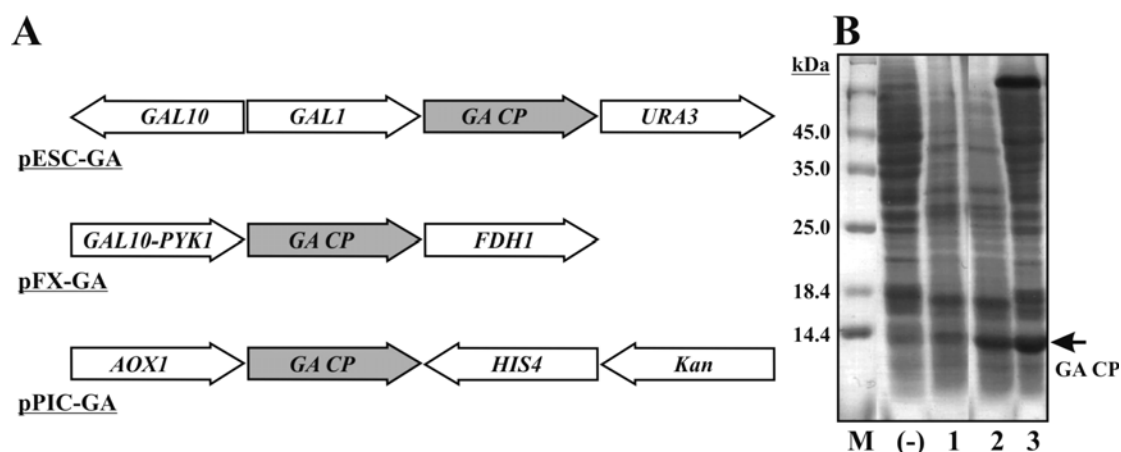 A
GAL10 GAL1 GA CP URA3
pESC-GA
GAL10-PYK1 GA CP FDH1
pFX-GA
AOX1 GA CP HIS4 Kan
pPIC-GA
B
kDa
45.0
35.0
25.0
18.4
14.4
GA CP
M (-) 1 2 3